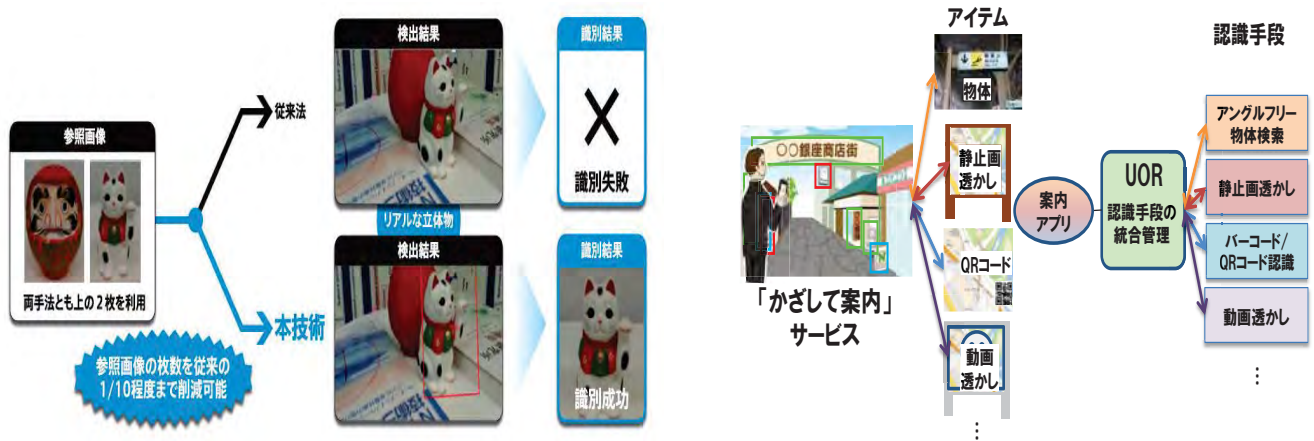 参照画像
両手法とも上の2枚を利用
参照画像の枚数を従来の
1/10程度まで削減可能
従来法
本技術
検出結果
識別結果
識別失敗
リアルな立体物
検出結果
識別結果
識別成功
アイテム
物体
静止画
透かし
QRコード
動画
透かし
⋮
○○銀座商店街
「かざして案内」
サービス
案内
アプリ
UOR
認識手段の
統合管理
認識手段
アングルフリー
物体検索
静止画透かし
バーコード/
QRコード認識
動画透かし
⋮